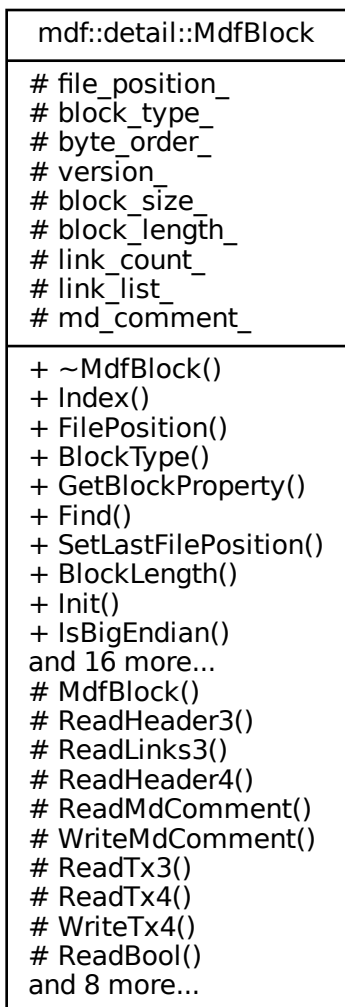 mdf::detail::MdfBlock
# file_position_
# block_type_
# byte_order_
# version_
# block_size_
# block_length_
# link_count_
# link_list_
# md_comment_
+ ~MdfBlock()
+ Index()
+ FilePosition()
+ BlockType()
+ GetBlockProperty()
+ Find()
+ SetLastFilePosition()
+ BlockLength()
+ Init()
+ IsBigEndian()
and 16 more...
# MdfBlock()
# ReadHeader3()
# ReadLinks3()
# ReadHeader4()
# ReadMdComment()
# WriteMdComment()
# ReadTx3()
# ReadTx4()
# WriteTx4()
# ReadBool()
and 8 more...